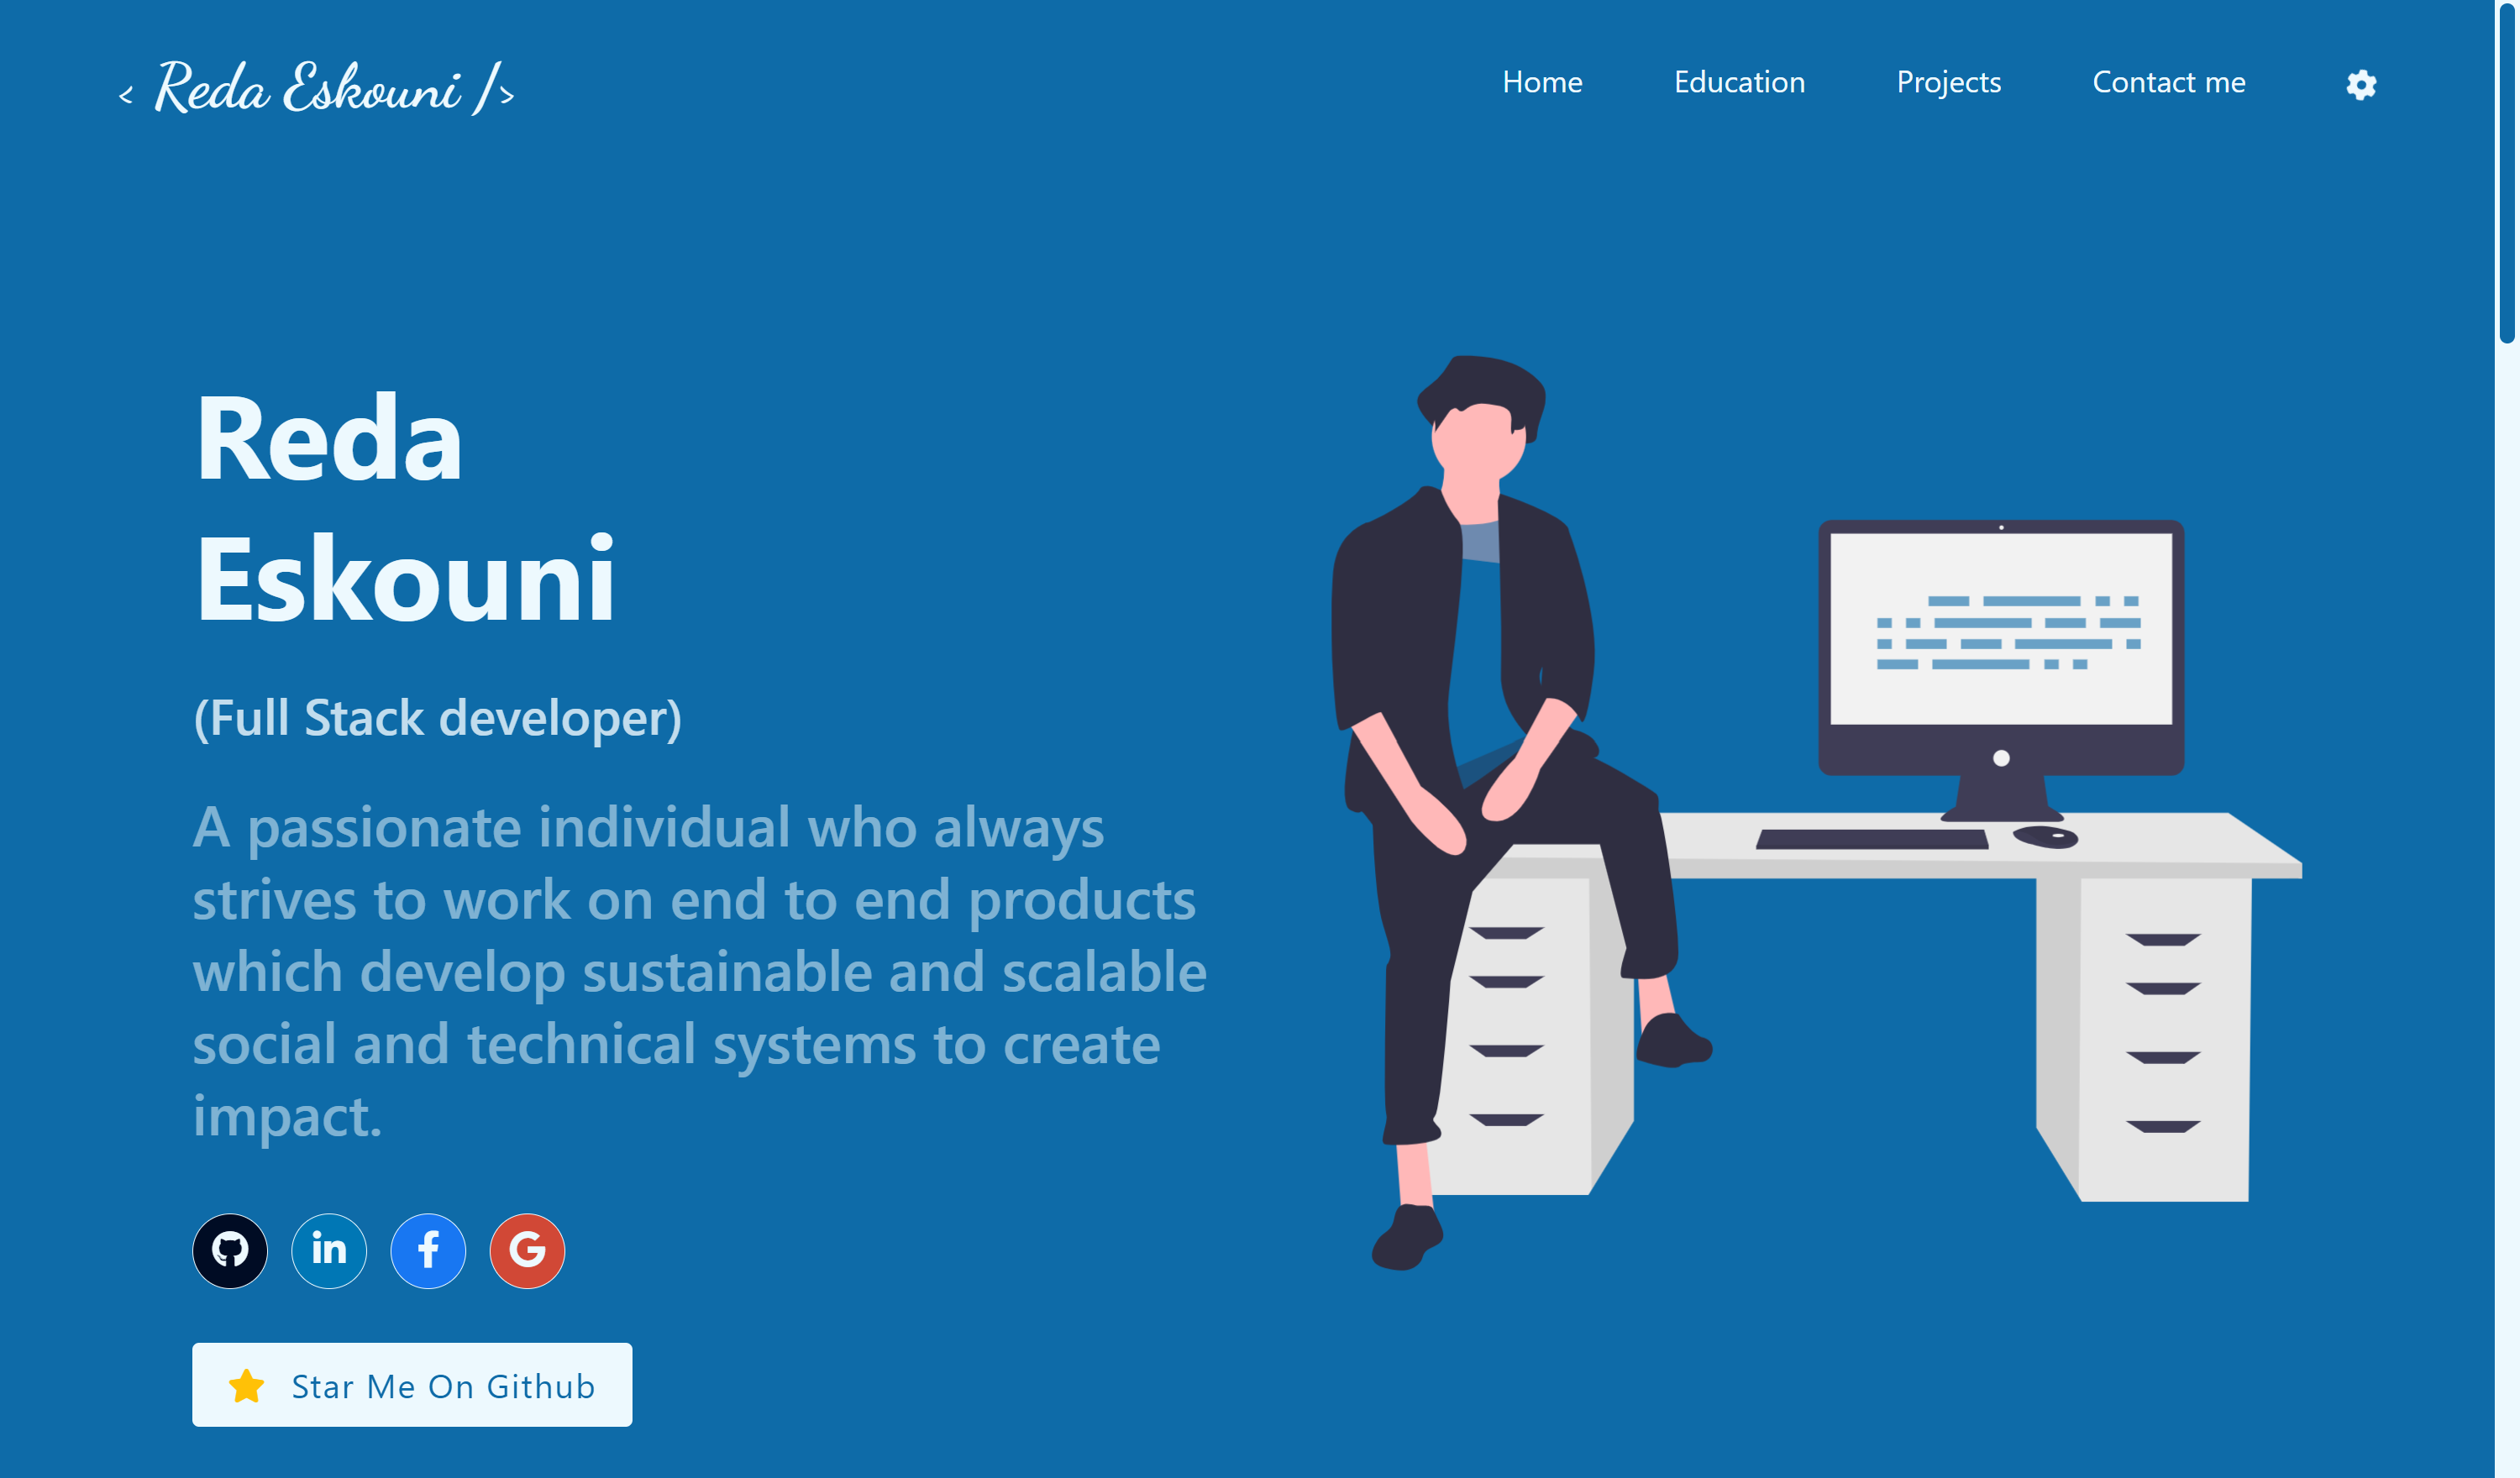 < Reda Eskouni />
Home Education Projects Contact me
Reda
Eskouni
(Full Stack developer)
A passionate individual who always
strives to work on end to end products
which develop sustainable and scalable
social and technical systems to create
impact.
Star Me On Github